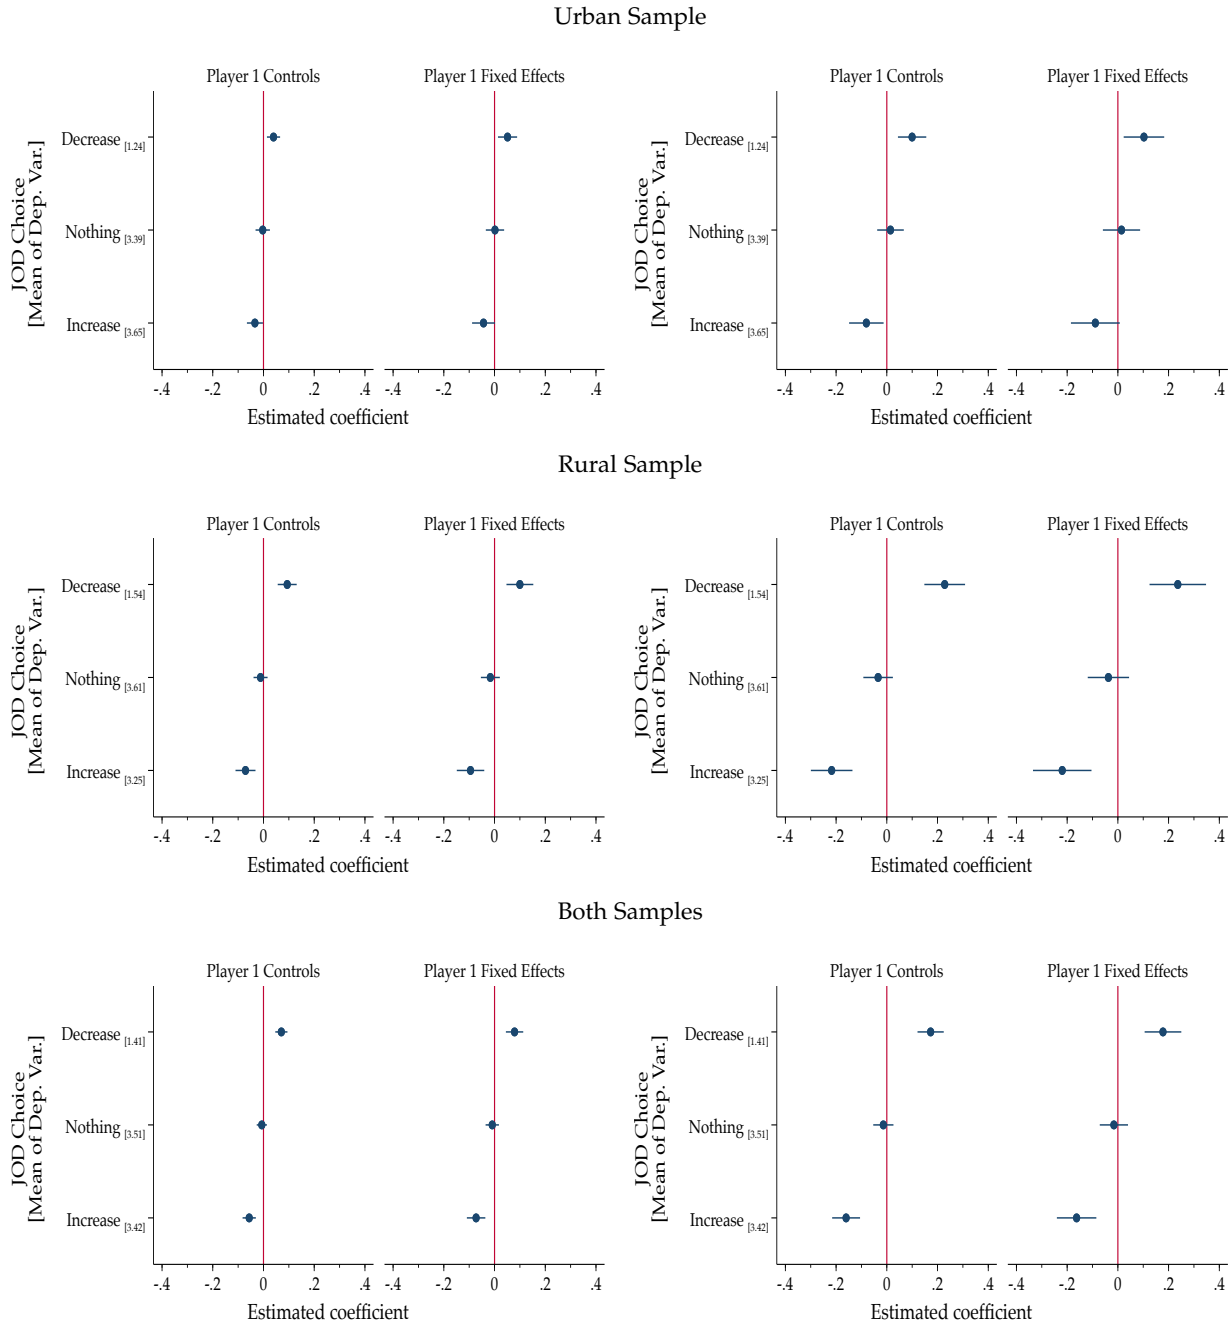 Urban Sample
Player 1 Controls
Player 1 Fixed Effects
JOD Choice
[Mean of Dep. Var.]
Decrease [1.24]
Nothing [3.39]
Increase [3.65]
-.4 -.2 0 .2 .4
-.4 -.2 0 .2 .4
Estimated coefficient
Player 1 Controls
Player 1 Fixed Effects
JOD Choice
[Mean of Dep. Var.]
Decrease [1.24]
Nothing [3.39]
Increase [3.65]
-.4 -.2 0 .2 .4
-.4 -.2 0 .2 .4
Estimated coefficient
Rural Sample
Player 1 Controls
Player 1 Fixed Effects
JOD Choice
[Mean of Dep. Var.]
Decrease [1.54]
Nothing [3.61]
Increase [3.25]
-.4 -.2 0 .2 .4
-.4 -.2 0 .2 .4
Estimated coefficient
Player 1 Controls
Player 1 Fixed Effects
JOD Choice
[Mean of Dep. Var.]
Decrease [1.54]
Nothing [3.61]
Increase [3.25]
-.4 -.2 0 .2 .4
-.4 -.2 0 .2 .4
Estimated coefficient
Both Samples
Player 1 Controls
Player 1 Fixed Effects
JOD Choice
[Mean of Dep. Var.]
Decrease [1.41]
Nothing [3.51]
Increase [3.42]
-.4 -.2 0 .2 .4
-.4 -.2 0 .2 .4
Estimated coefficient
Player 1 Controls
Player 1 Fixed Effects
JOD Choice
[Mean of Dep. Var.]
Decrease [1.41]
Nothing [3.51]
Increase [3.42]
-.4 -.2 0 .2 .4
-.4 -.2 0 .2 .4
Estimated coefficient